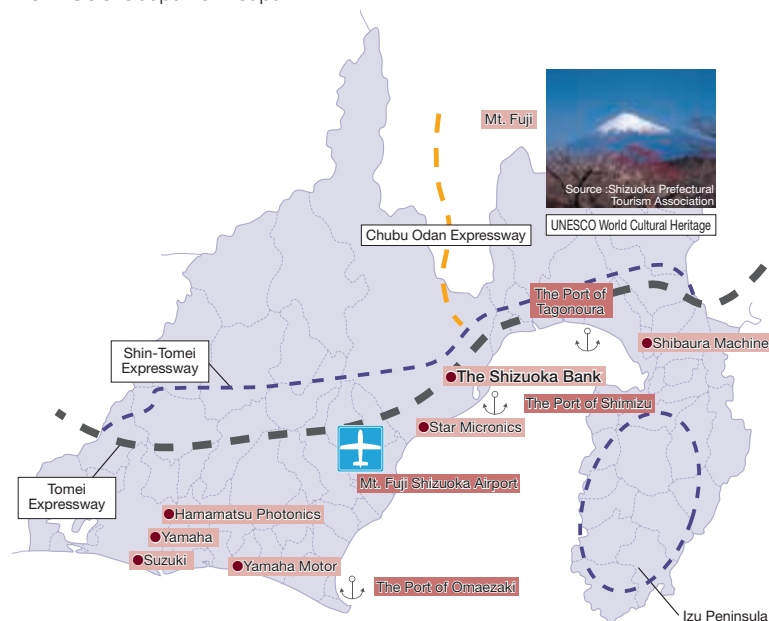 Mt. Fuji
Source :Shizuoka Prefectural
Tourism Association
UNESCO World Cultural Heritage
Chubu Odan Expressway
The Port of
Tagonoura
Shibaura Machine
Shin-Tomei
Expressway
The Shizuoka Bank
The Port of Shimizu
Star Micronics
Mt. Fuji Shizuoka Airport
Tomei
Expressway
Hamamatsu Photonics
Yamaha
Suzuki
Yamaha Motor
The Port of Omaezaki
Izu Peninsula